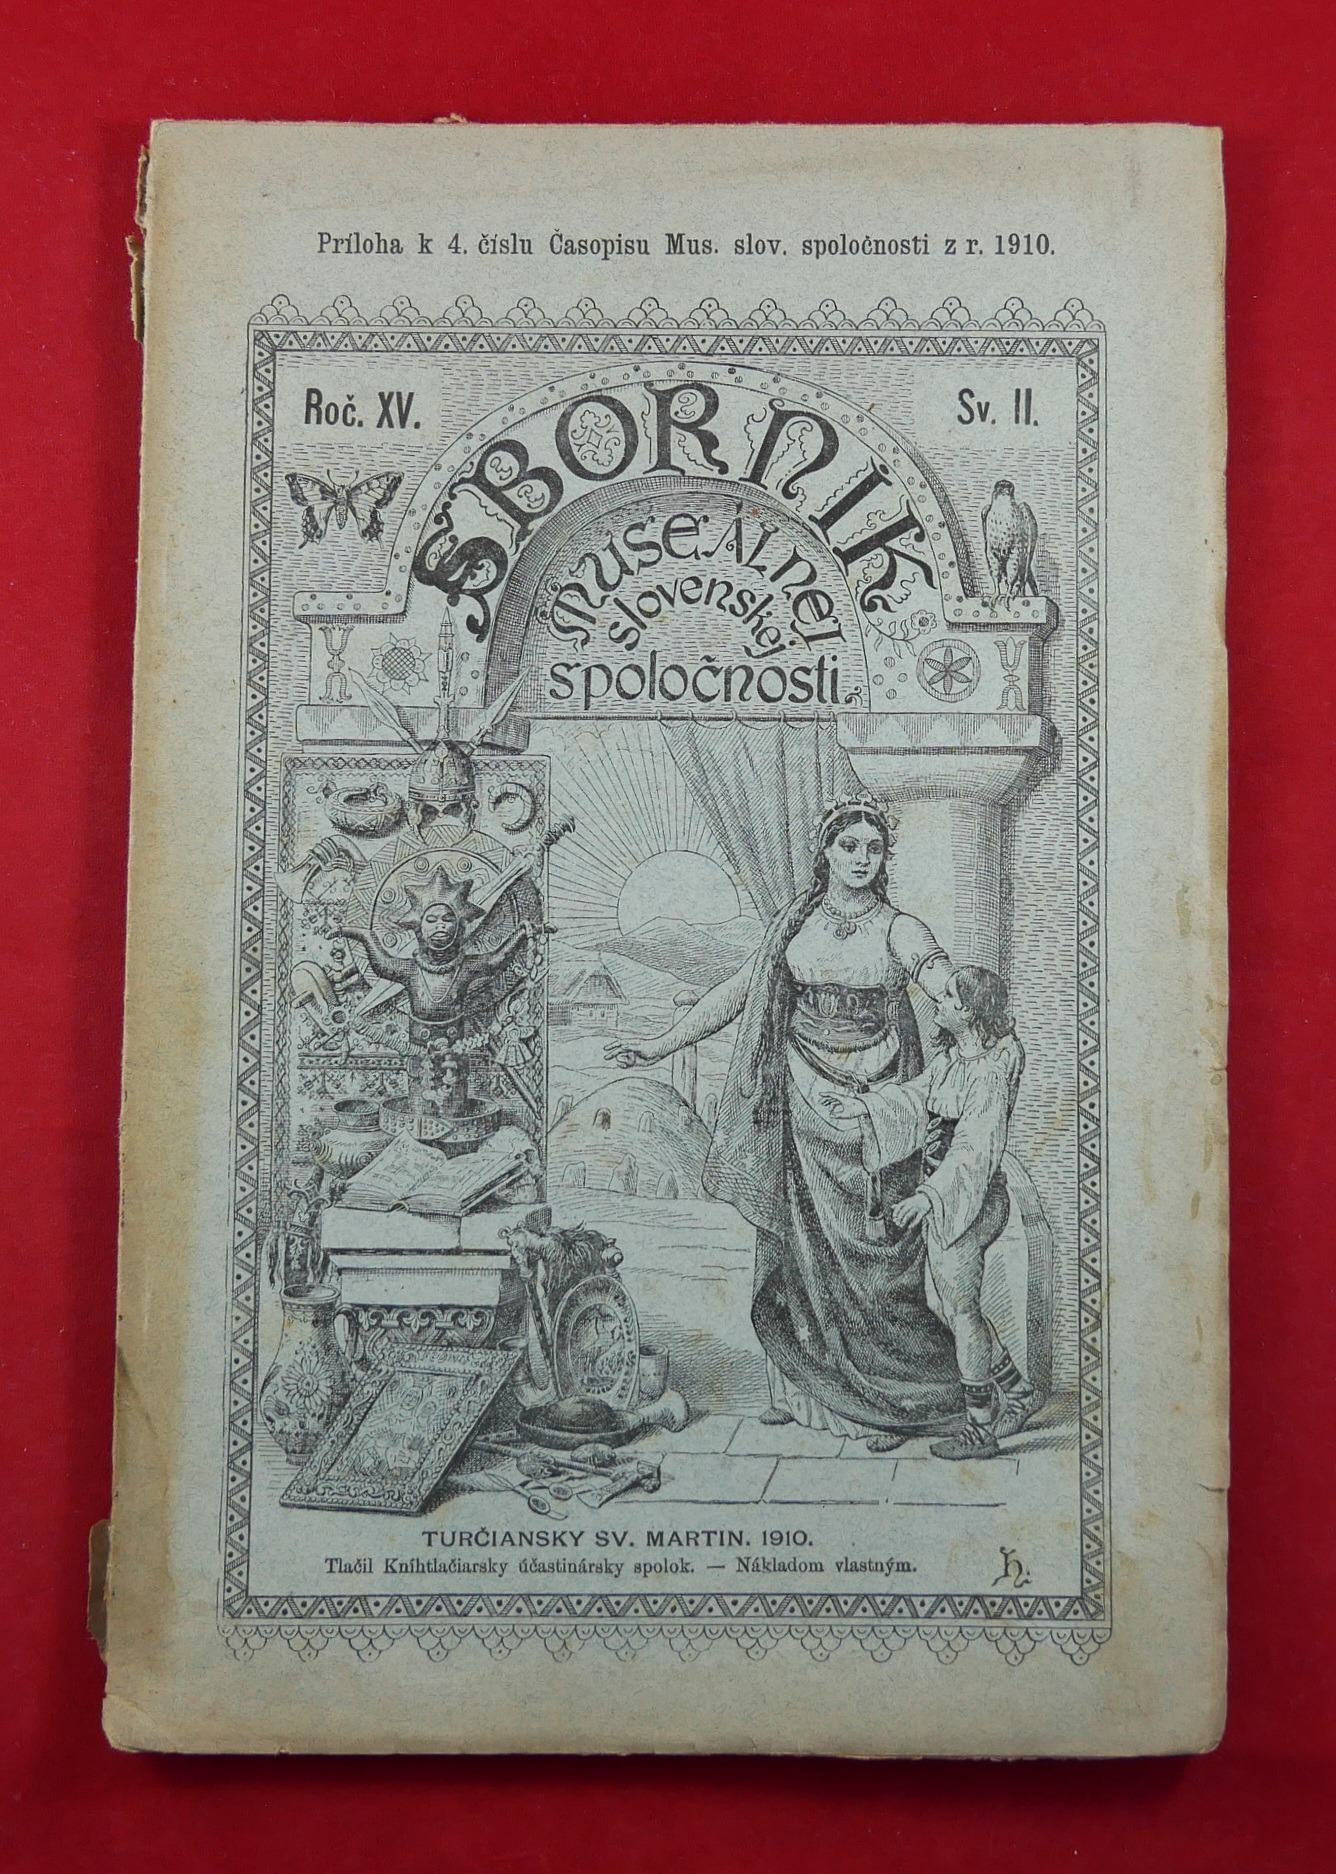 Príloha k 4. číslu Časopisu Mus. slov. spoločnosti z r. 1910.
Roč. XV.
Sv. II.
SBORNIK
MUSEÁLNEJ
slovenskej
spoločnosti.
TURČIANSKY SV. MARTIN. 1910.
Tlačil Kníhtlačiarsky účastinársky spolok. — Nákladom vlastným.
h.